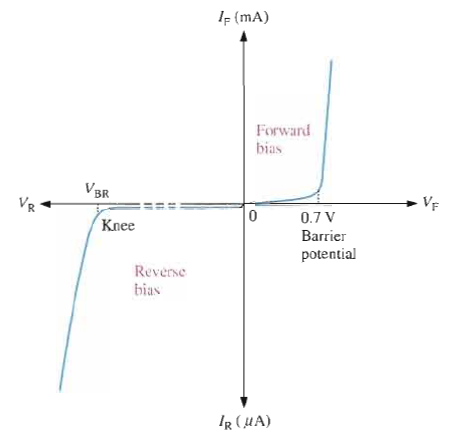 I_F (mA)
Forward
bias
V_BR
V_R
V_F
Knee
0
0.7 V
Barrier
potential
Reverse
bias
I_R (μA)